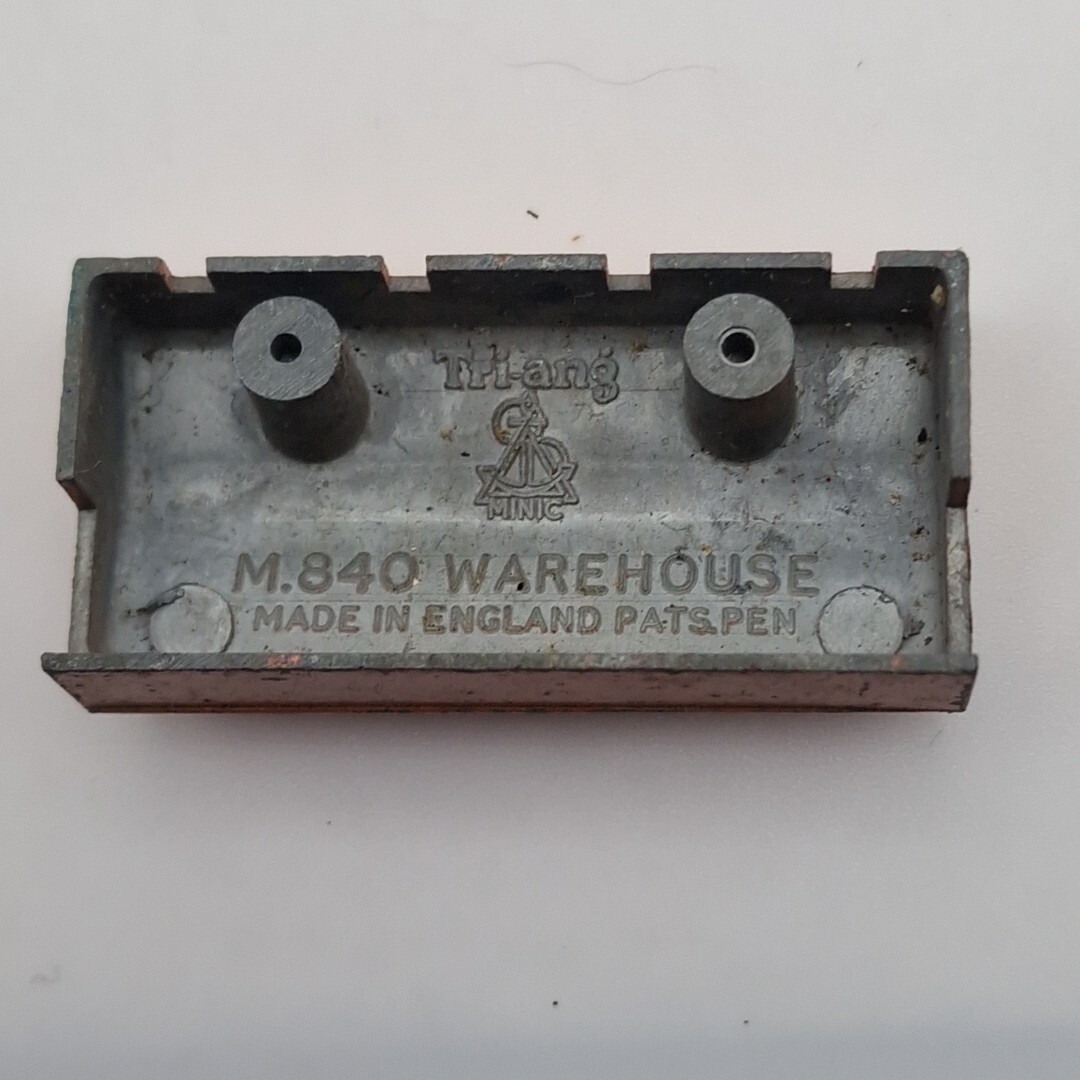 Tri-ang
MINIC
M.840 WAREHOUSE
MADE IN ENGLAND PATS.PEN